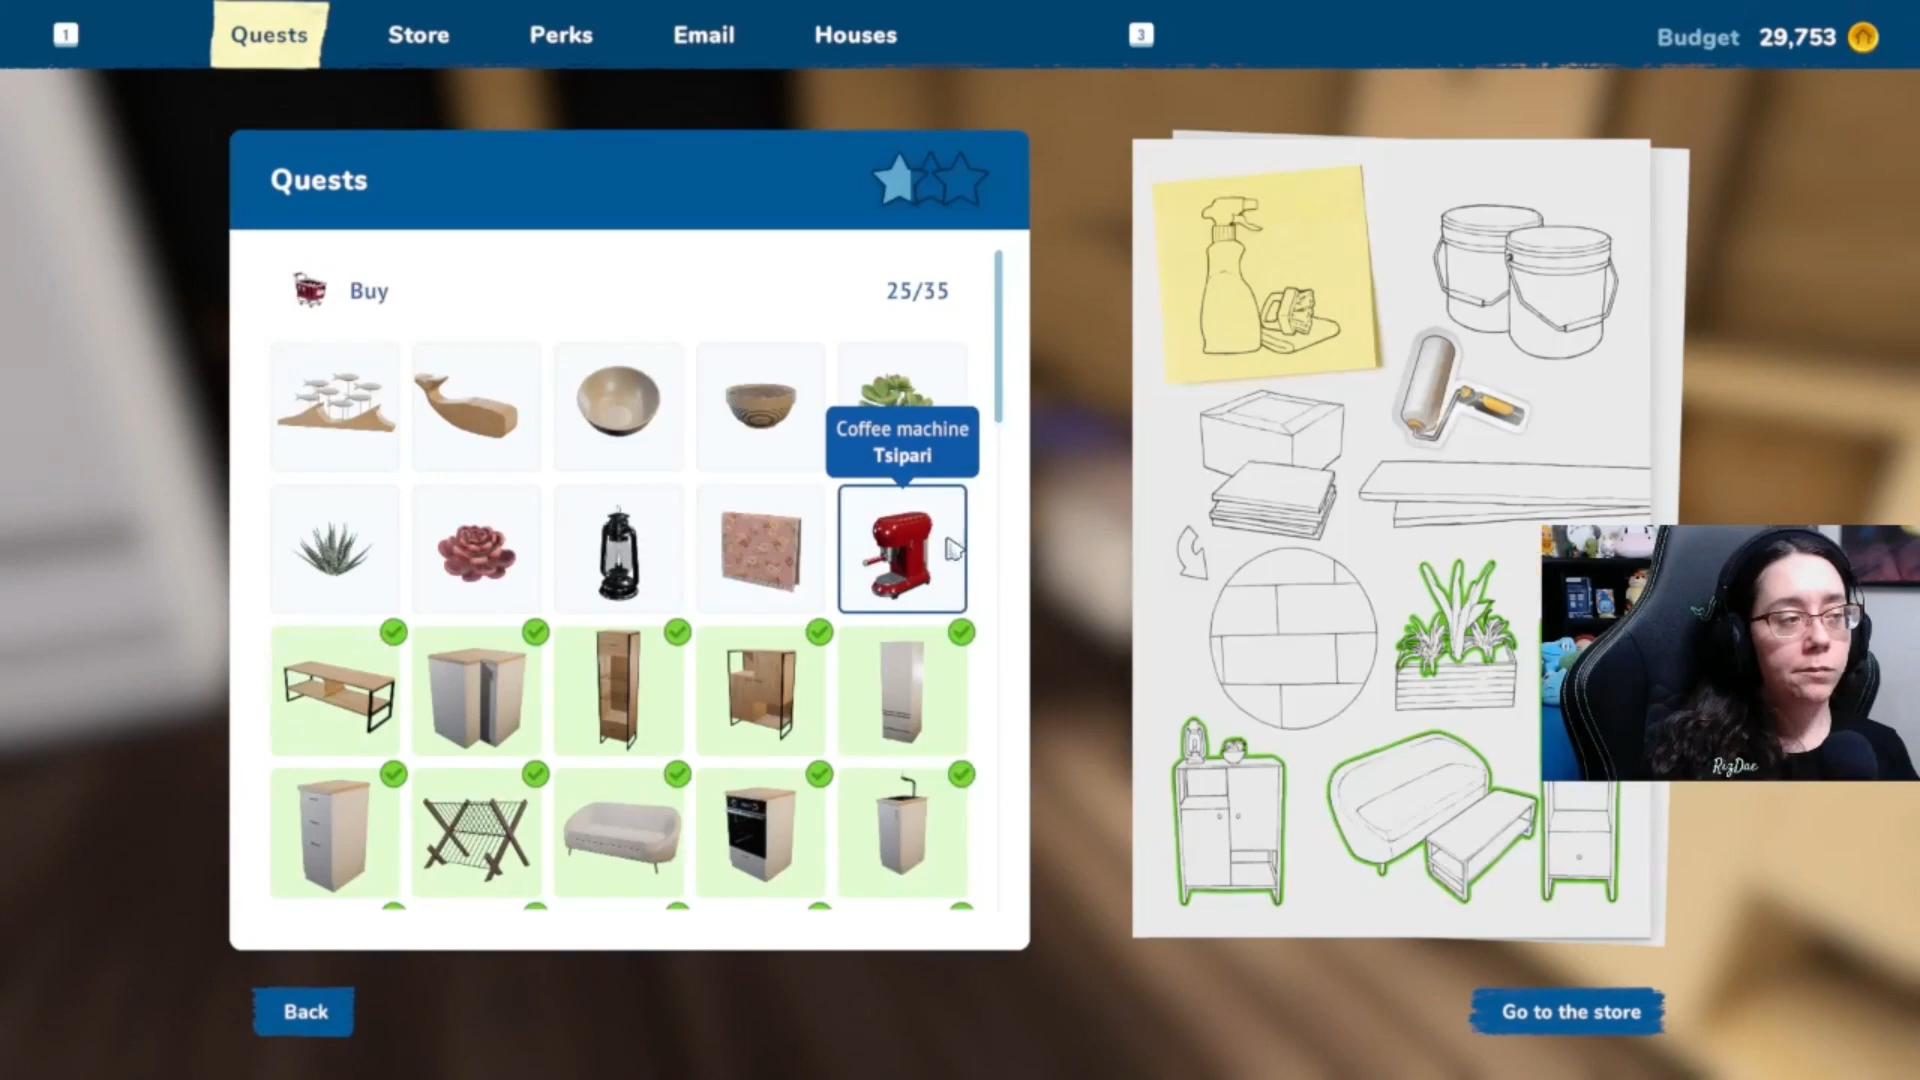 1
Quests
Store
Perks
Email
Houses
3
Budget 29,753
Quests
Buy
25/35
Coffee machine
Tsipari
RizDae
Back
Go to the store